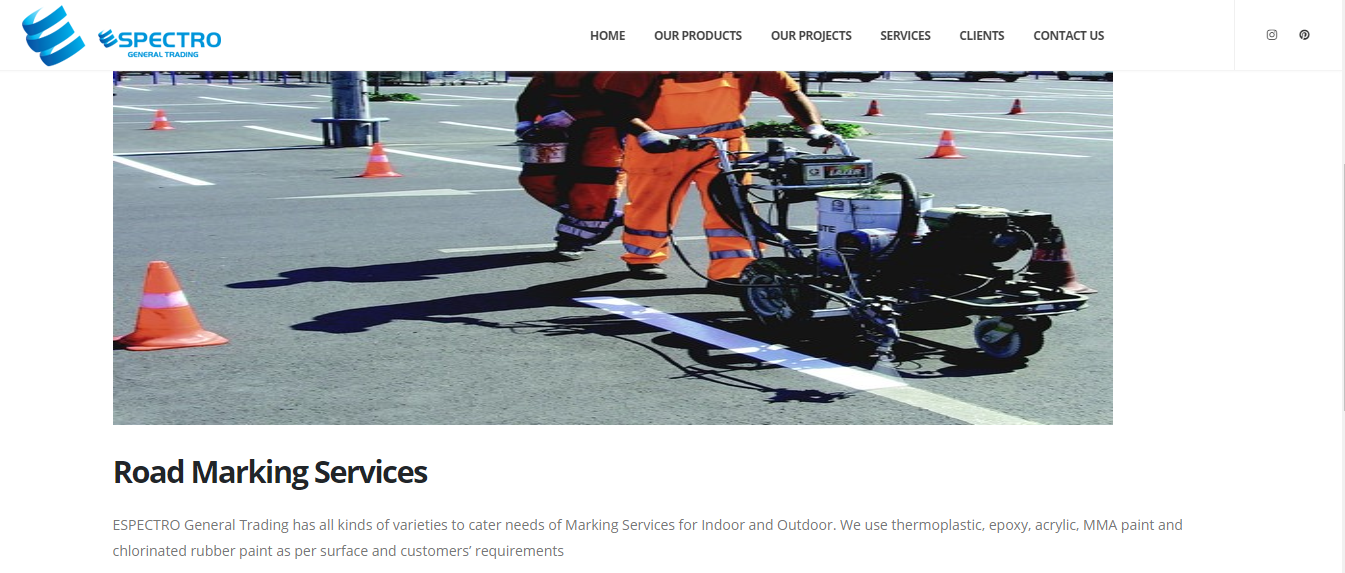 ESPECTRO
GENERAL TRADING
HOME OUR PRODUCTS OUR PROJECTS SERVICES CLIENTS CONTACT US
Road Marking Services
ESPECTRO General Trading has all kinds of varieties to cater needs of Marking Services for Indoor and Outdoor. We use thermoplastic, epoxy, acrylic, MMA paint and
chlorinated rubber paint as per surface and customers’ requirements